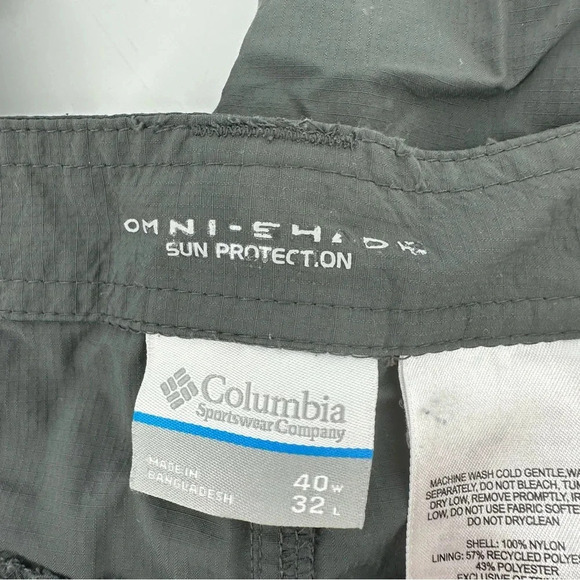 OMNI-SHADE
SUN PROTECTION
Columbia
Sportswear Company
MADE IN
BANGLADESH
40 W
32 L
MACHINE WASH COLD GENTLE,
SEPARATELY, DO NOT BLEACH,
DRY LOW, REMOVE PROMPTLY,
LOW, DO NOT USE FABRIC
DO NOT DRYCLEAN
SHELL: 100% NYLON
LINING: 57% RECYCLED
43% POLYESTER
EXCLUSIVE OF